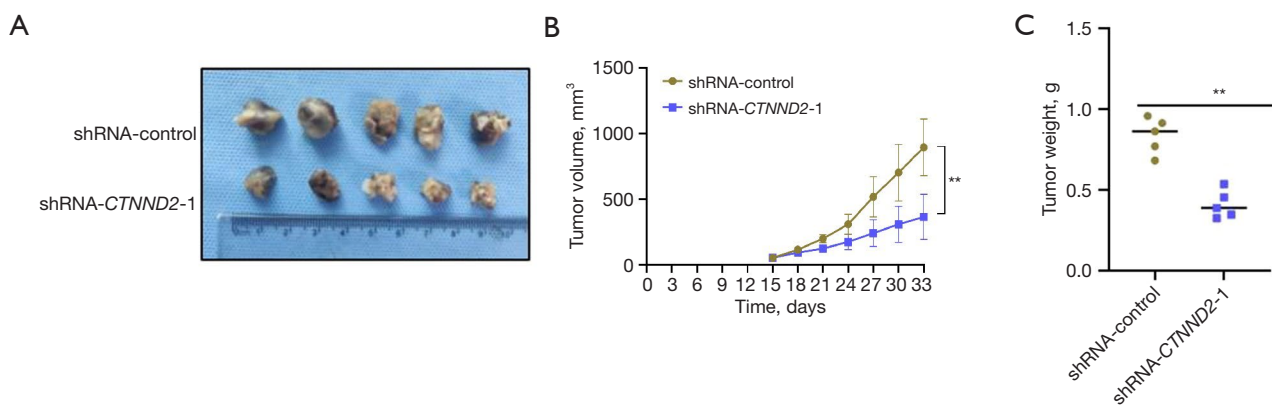 A
shRNA-control
shRNA-CTNND2-1
B
Tumor volume, mm³
1500
1000
500
0
shRNA-control
shRNA-CTNND2-1
**
0 3 6 9 12 15 18 21 24 27 30 33
Time, days
C
Tumor weight, g
1.5
1.0
0.5
0.0
**
shRNA-control
shRNA-CTNND2-1